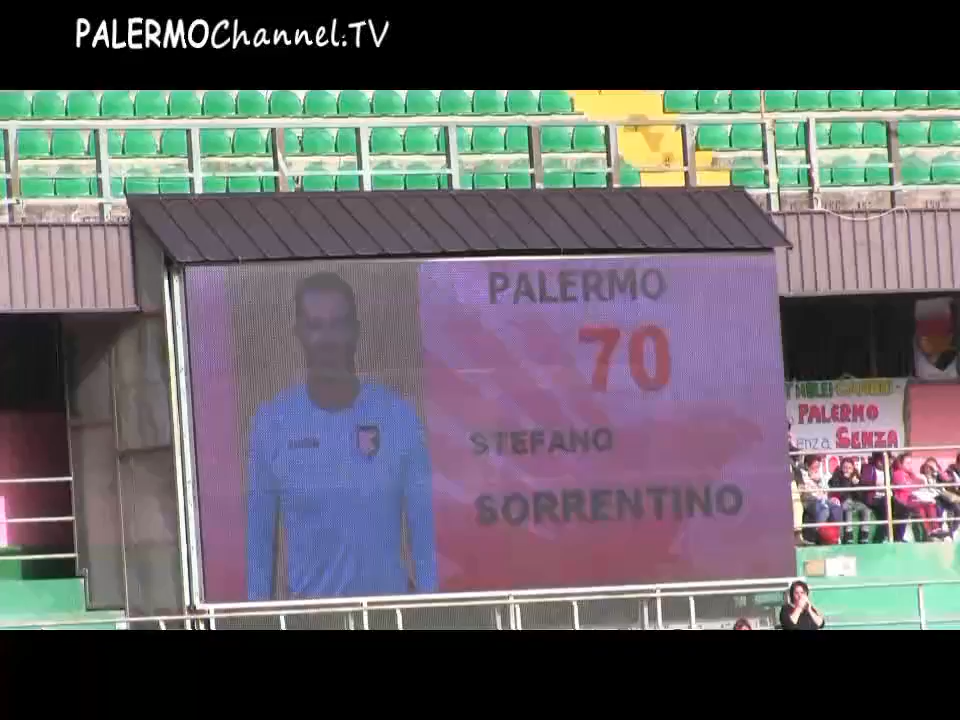 PALERMOChannel.TV
PALERMO
70
STEFANO
SORRENTINO
PALERMO
SENZA